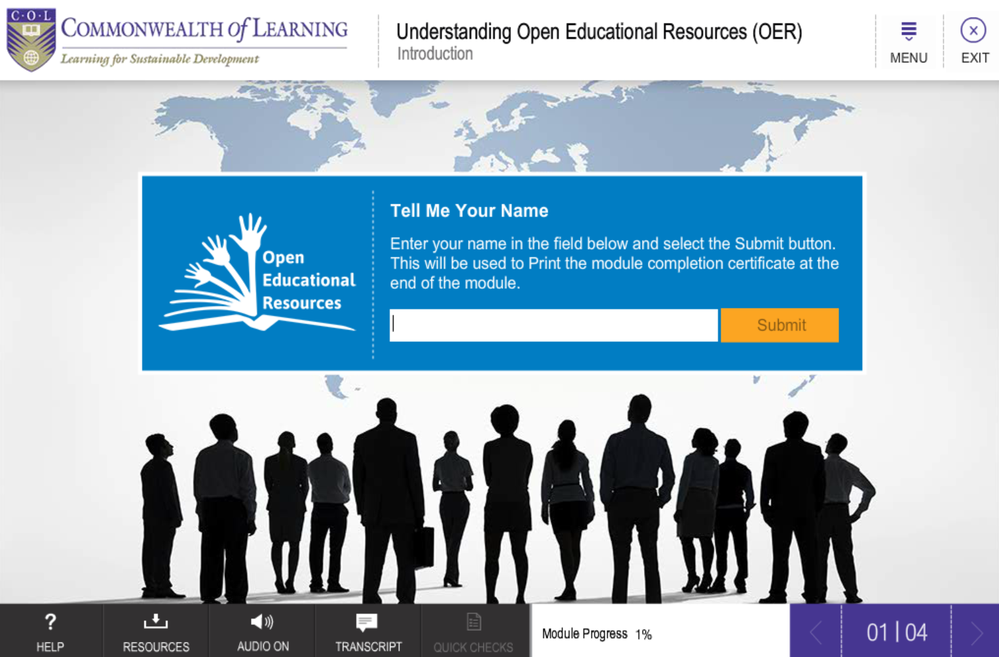 C·O·L
COMMONWEALTH of LEARNING
Learning for Sustainable Development
Understanding Open Educational Resources (OER)
Introduction
MENU
EXIT
Open
Educational
Resources
Tell Me Your Name
Enter your name in the field below and select the Submit button.
This will be used to Print the module completion certificate at the
end of the module.
Submit
?
HELP
RESOURCES
AUDIO ON
TRANSCRIPT
QUICK CHECKS
Module Progress 1%
01 | 04